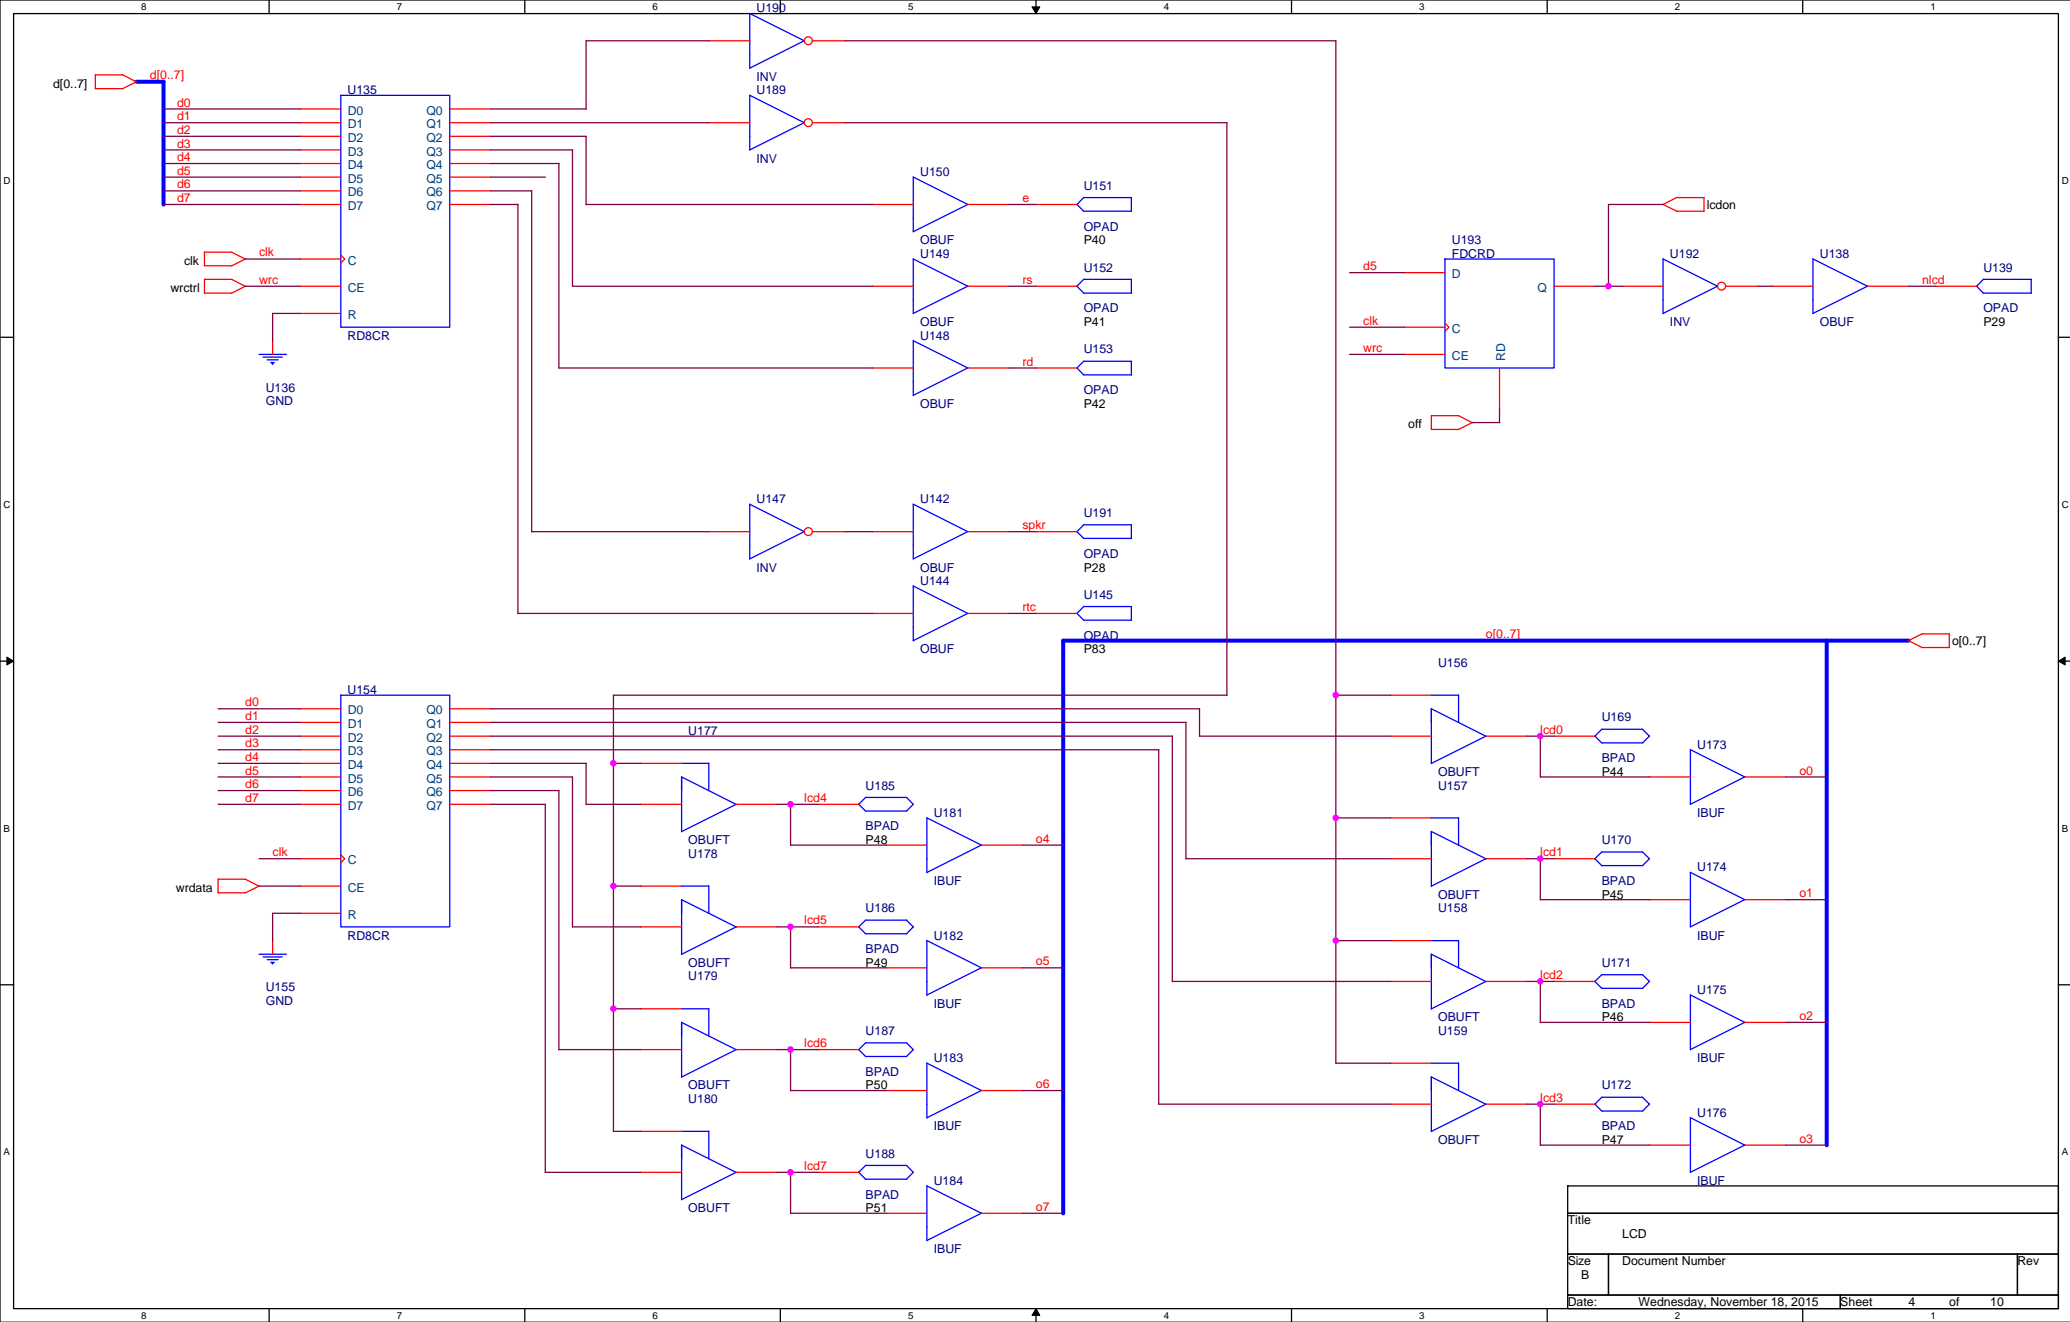 8 7 6 5 4 3 2 1
D
C
B
A
D
C
B
A
d[0..7]
d[0..7]
d0
d1
d2
d3
d4
d5
d6
d7
clk
clk
wrctrl
wrc
U135
D0 Q0
D1 Q1
D2 Q2
D3 Q3
D4 Q4
D5 Q5
D6 Q6
D7 Q7
C
CE
R
RD8CR
U136
GND
U190
INV
U189
INV
U150
OBUF
e
U151
OPAD
P40
U149
OBUF
rs
U152
OPAD
P41
U148
OBUF
rd
U153
OPAD
P42
U147
INV
U142
OBUF
spkr
U191
OPAD
P28
U144
OBUF
rtc
U145
OPAD
P83
U193
FDCRD
d5
D
Q
clk
C
wrc
CE
RD
off
lcdon
U192
INV
U138
OBUF
nlcd
U139
OPAD
P29
o[0..7]
o[0..7]
U154
d0
d1
d2
d3
d4
d5
d6
d7
D0 Q0
D1 Q1
D2 Q2
D3 Q3
D4 Q4
D5 Q5
D6 Q6
D7 Q7
clk
C
wrdata
CE
R
RD8CR
U155
GND
U177
OBUFT
lcd4
U185
BPAD
P48
U181
IBUF
o4
U178
OBUFT
lcd5
U186
BPAD
P49
U182
IBUF
o5
U179
OBUFT
lcd6
U187
BPAD
P50
U183
IBUF
o6
U180
OBUFT
lcd7
U188
BPAD
P51
U184
IBUF
o7
U156
OBUFT
lcd0
U169
BPAD
P44
U173
IBUF
o0
U157
OBUFT
lcd1
U170
BPAD
P45
U174
IBUF
o1
U158
OBUFT
lcd2
U171
BPAD
P46
U175
IBUF
o2
U159
OBUFT
lcd3
U172
BPAD
P47
U176
IBUF
o3
Title
LCD
Size Document Number Rev
B
Date: Wednesday, November 18, 2015 Sheet 4 of 10
8 7 6 5 4 3 2 1